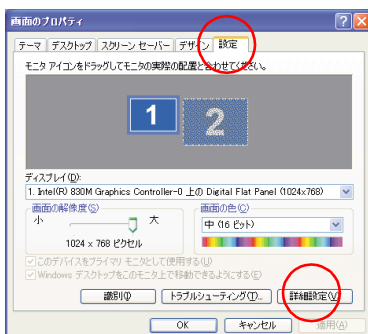 画面のプロパティ
テーマ デスクトップ スクリーン セーバー デザイン 設定
モニタ アイコンをドラッグしてモニタの実際の配置と合わせてください。
1 2
ディスプレイ(D):
1. Intel(R) 830M Graphics Controller-0 上の Digital Flat Panel (1024x768)
画面の解像度(S) 画面の色(C)
小 大 中 (16 ビット)
1024 x 768 ピクセル
このデバイスをプライマリ モニタとして使用する(U)
Windows デスクトップをこのモニタ上で移動できるようにする(E)
識別(I) トラブルシューティング(T)... 詳細設定(V)
OK キャンセル 適用(A)